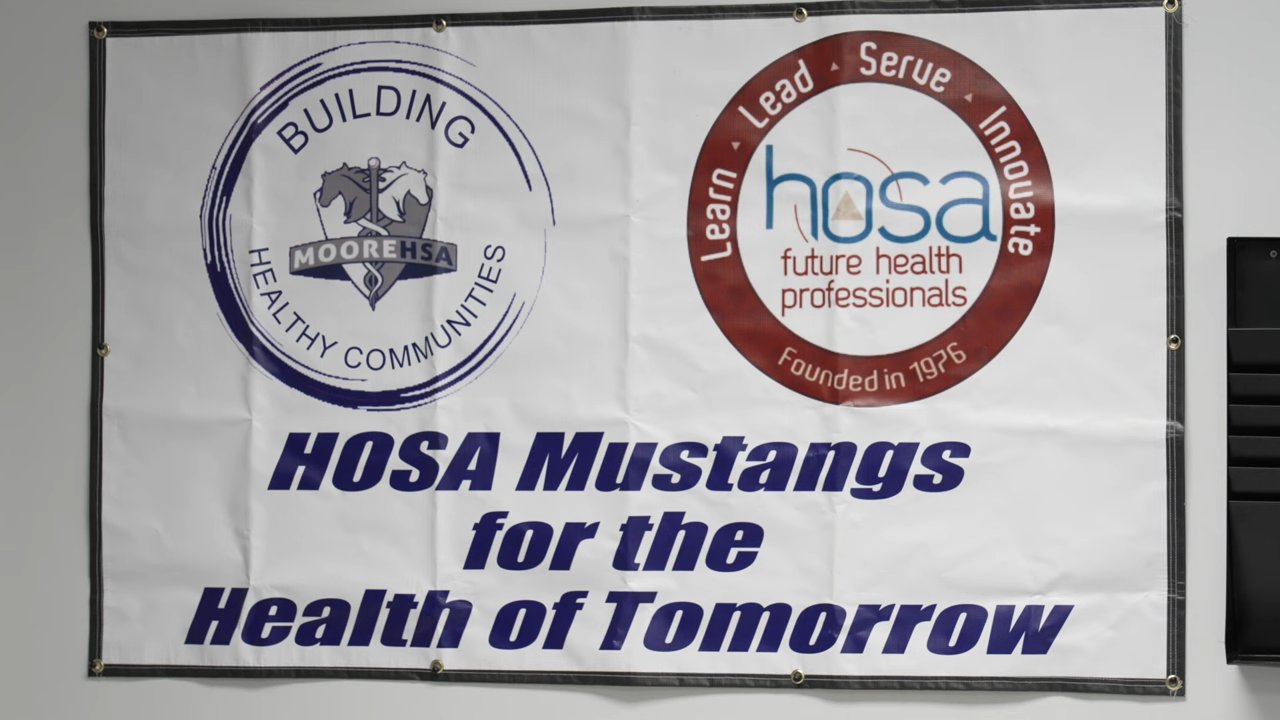 BUILDING
MOOREHSA
HEALTHY COMMUNITIES
Learn ▲ Lead ▲ Serve ▲ Innovate
hosa
future health
professionals
Founded in 1976
HOSA Mustangs
for the
Health of Tomorrow